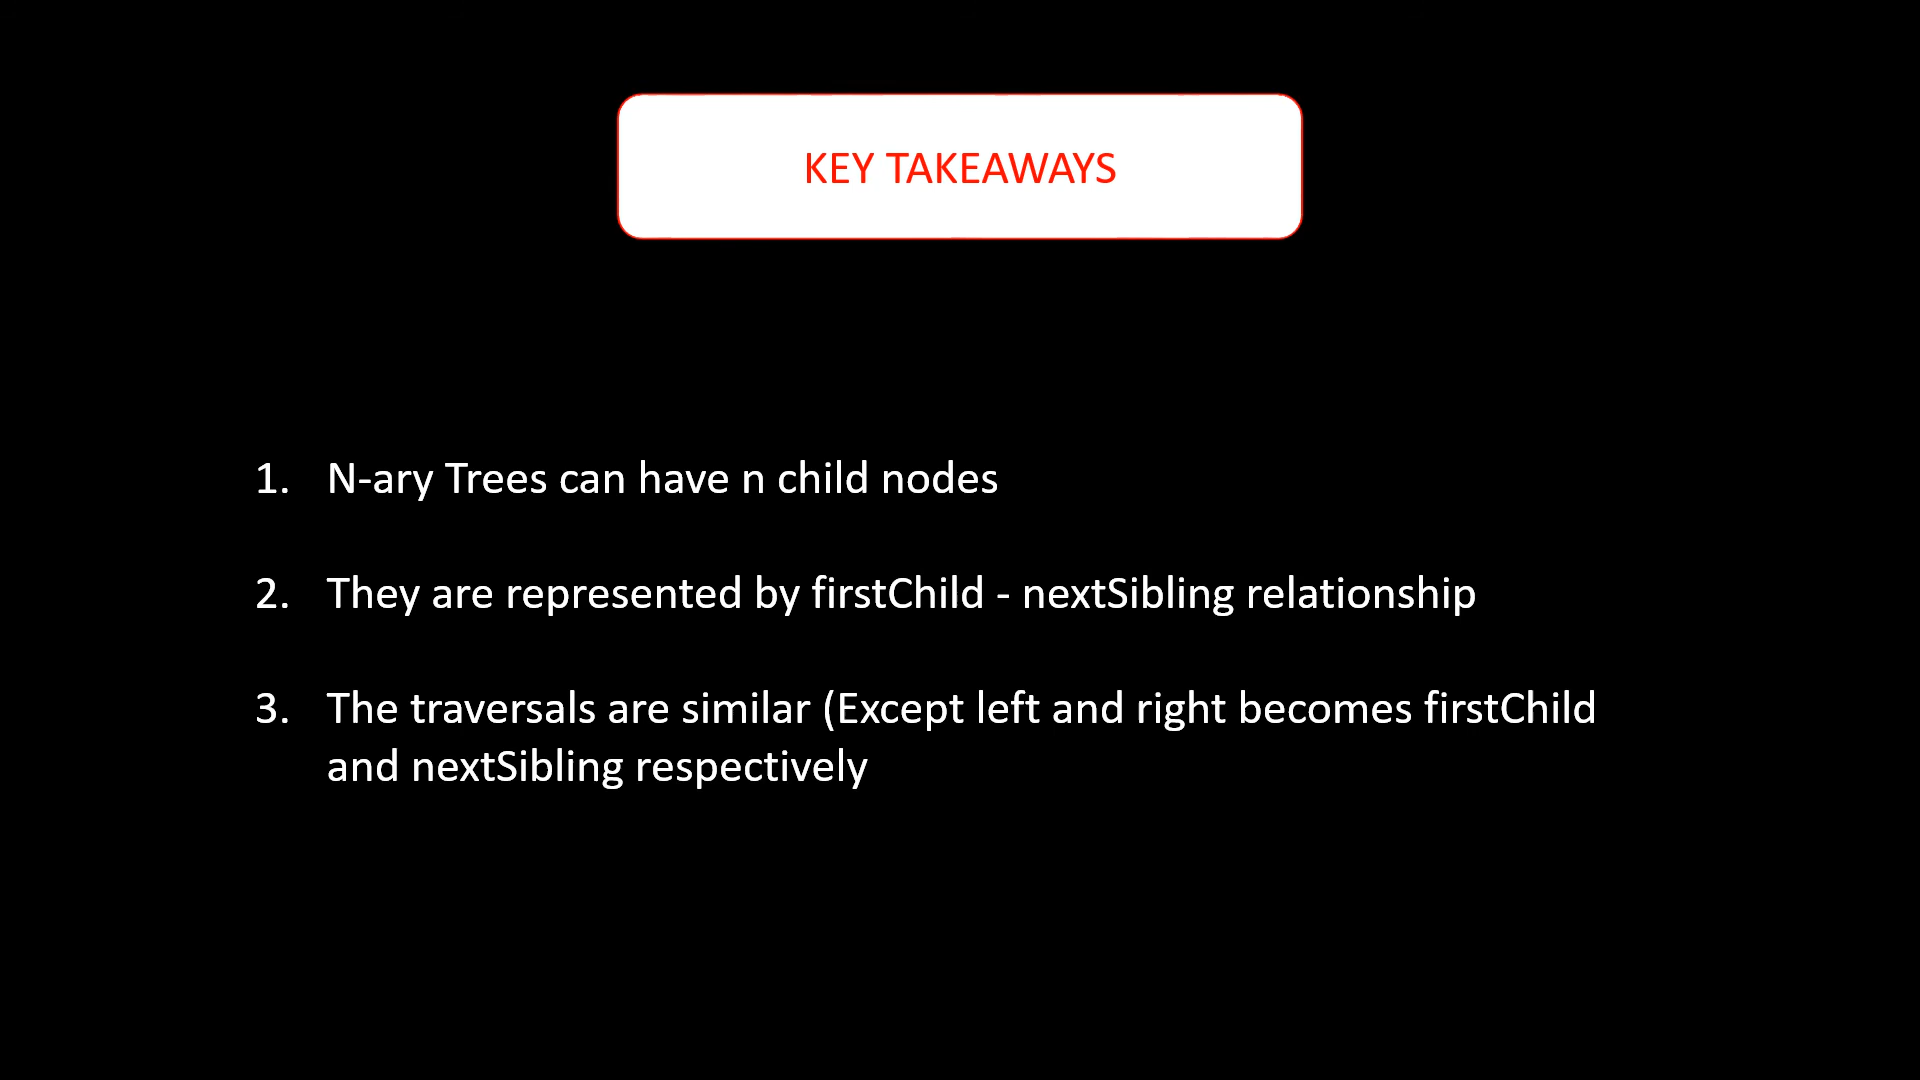 KEY TAKEAWAYS
1. N-ary Trees can have n child nodes
2. They are represented by firstChild - nextSibling relationship
3. The traversals are similar (Except left and right becomes firstChild
and nextSibling respectively